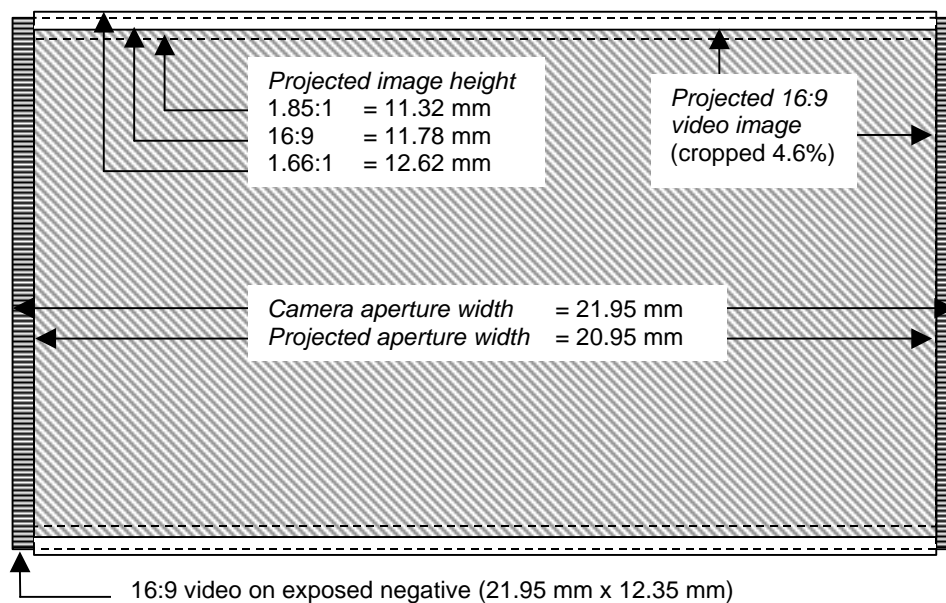 Projected image height
1.85:1 = 11.32 mm
16:9 = 11.78 mm
1.66:1 = 12.62 mm
Projected 16:9
video image
(cropped 4.6%)
Camera aperture width = 21.95 mm
Projected aperture width = 20.95 mm
16:9 video on exposed negative (21.95 mm x 12.35 mm)